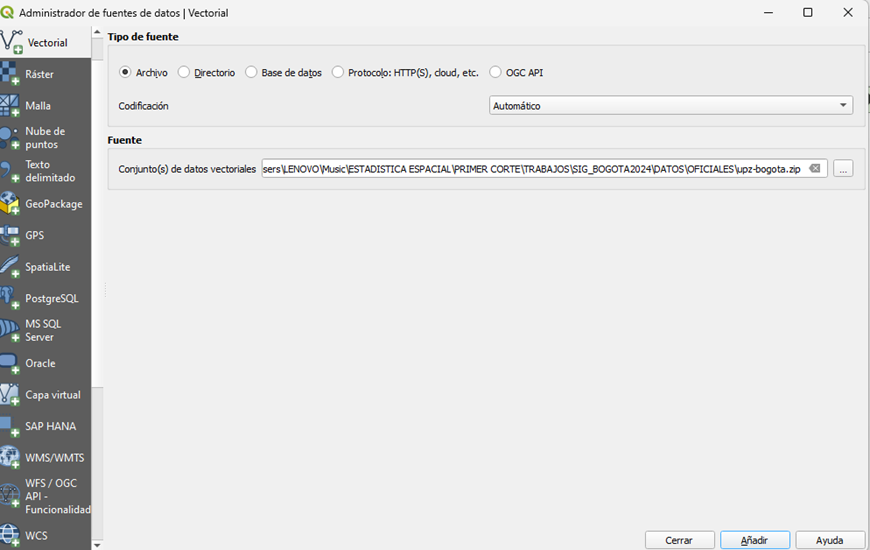 Administrador de fuentes de datos | Vectorial
Vectorial
Ráster
Malla
Nube de
puntos
Texto
delimitado
GeoPackage
GPS
SpatiaLite
PostgreSQL
MS SQL
Server
Oracle
Capa virtual
SAP HANA
WMS/WMTS
WFS / OGC
API -
Funcionalidad
WCS
Tipo de fuente
Archivo Directorio Base de datos Protocolo: HTTP(S), cloud, etc. OGC API
Codificación Automático
Fuente
Conjunto(s) de datos vectoriales sers\LENOVO\Music\ESTADISTICA ESPACIAL\PRIMER CORTE\TRABAJOS\SIG_BOGOTA2024\DATOS\OFICIALES\upz-bogota.zip ...
Cerrar Añadir Ayuda